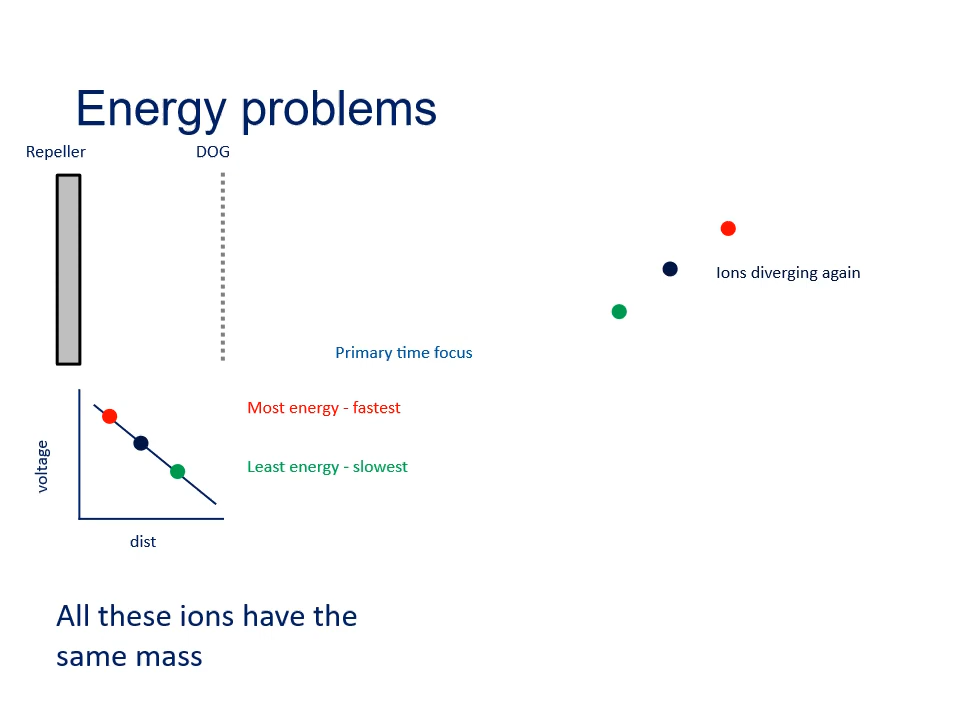 Energy problems
Repeller
DOG
Ions diverging again
Primary time focus
Most energy - fastest
Least energy - slowest
voltage
dist
All these ions have the
same mass